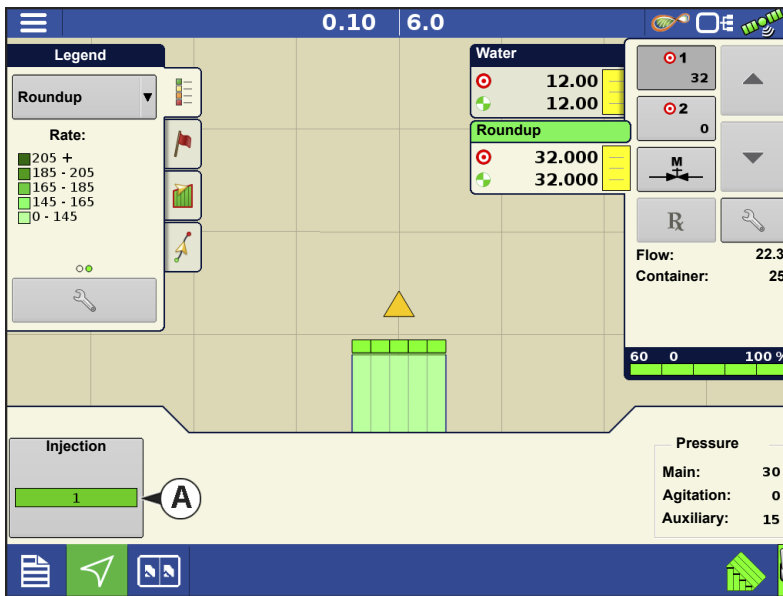 0.10 6.0
Legend
Roundup
Rate:
205 +
185 - 205
165 - 185
145 - 165
0 - 145
Water
12.00
12.00
Roundup
32.000
32.000
1
32
2
0
M
Rx
Flow: 22.3
Container: 25
60 0 100 %
Injection
1
A
Pressure
Main: 30
Agitation: 0
Auxiliary: 15